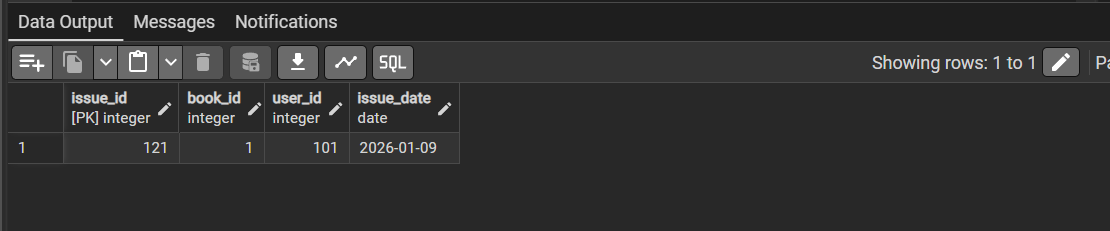 Data Output Messages Notifications
SQL Showing rows: 1 to 1 Pa
issue_id book_id user_id issue_date
[PK] integer integer integer date
1 121 1 101 2026-01-09